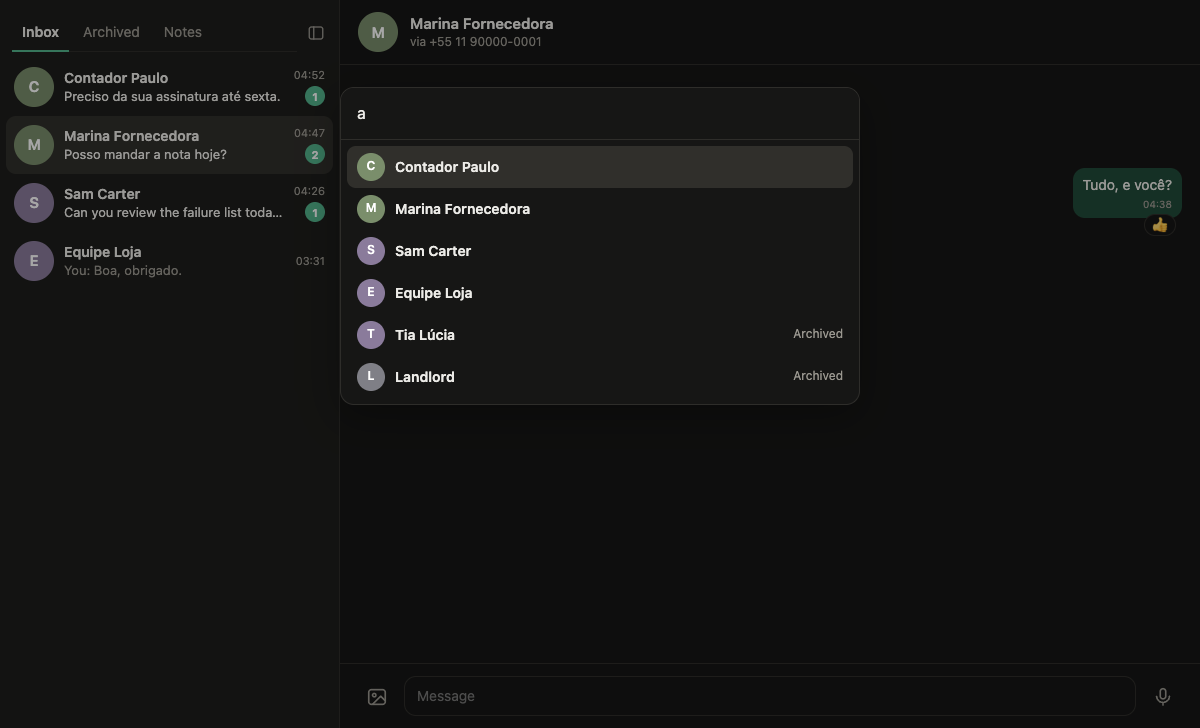 Inbox
Archived
Notes
C
Contador Paulo
04:52
Preciso da sua assinatura até sexta.
1
M
Marina Fornecedora
04:47
Posso mandar a nota hoje?
2
S
Sam Carter
04:26
Can you review the failure list toda…
1
E
Equipe Loja
03:31
You: Boa, obrigado.
M
Marina Fornecedora
via +55 11 90000-0001
a
C
Contador Paulo
M
Marina Fornecedora
S
Sam Carter
E
Equipe Loja
T
Tia Lúcia
Archived
L
Landlord
Archived
Tudo, e você?
04:38
Message